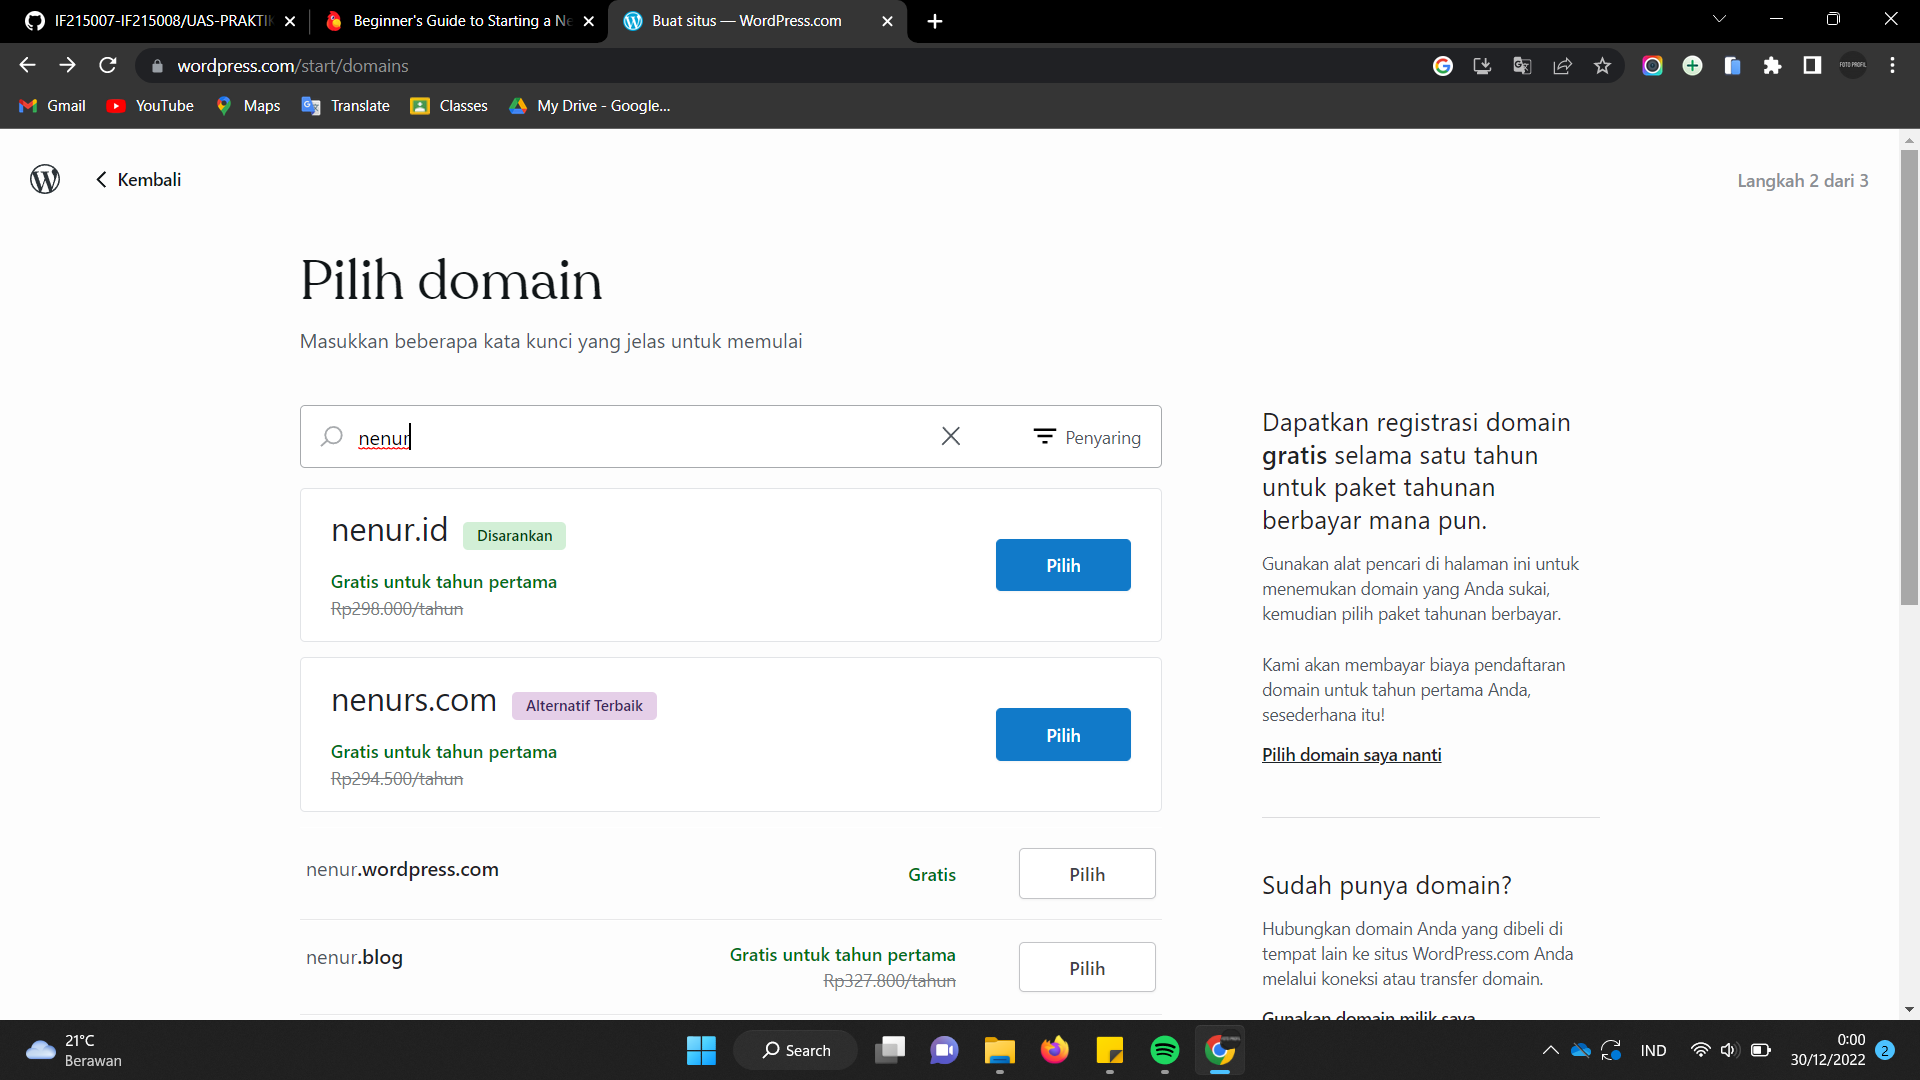 IF215007-IF215008/UAS-PRAKTIK
Beginner's Guide to Starting a Ne
Buat situs — WordPress.com
wordpress.com/start/domains
Gmail
YouTube
Maps
Translate
Classes
My Drive - Google...
Kembali
Langkah 2 dari 3
Pilih domain
Masukkan beberapa kata kunci yang jelas untuk memulai
nenur
Penyaring
nenur.id
Disarankan
Gratis untuk tahun pertama
Rp298.000/tahun
Pilih
nenurs.com
Alternatif Terbaik
Gratis untuk tahun pertama
Rp294.500/tahun
Pilih
nenur.wordpress.com
Gratis
Pilih
nenur.blog
Gratis untuk tahun pertama
Rp327.800/tahun
Pilih
Dapatkan registrasi domain
gratis selama satu tahun
untuk paket tahunan
berbayar mana pun.
Gunakan alat pencari di halaman ini untuk
menemukan domain yang Anda sukai,
kemudian pilih paket tahunan berbayar.
Kami akan membayar biaya pendaftaran
domain untuk tahun pertama Anda,
sesederhana itu!
Pilih domain saya nanti
Sudah punya domain?
Hubungkan domain Anda yang dibeli di
tempat lain ke situs WordPress.com Anda
melalui koneksi atau transfer domain.
Gunakan domain milik saya
21°C
Berawan
Search
IND
0:00
30/12/2022
2